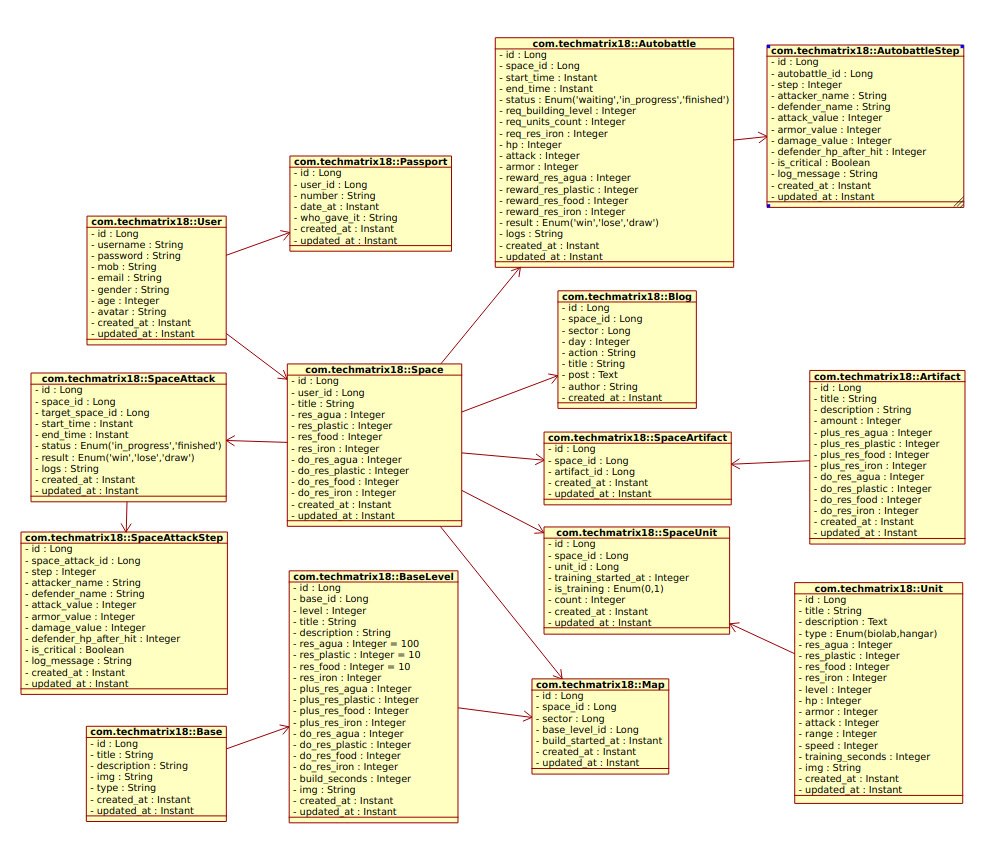 com.techmatrix18::Autobattle
- id : Long
- space_id : Long
- start_time : Instant
- end_time : Instant
- status : Enum('waiting','in_progress','finished')
- req_building_level : Integer
- req_units_count : Integer
- req_res_iron : Integer
- hp : Integer
- attack : Integer
- armor : Integer
- reward_res_agua : Integer
- reward_res_plastic : Integer
- reward_res_food : Integer
- reward_res_iron : Integer
- result : Enum('win','lose','draw')
- logs : String
- created_at : Instant
- updated_at : Instant
com.techmatrix18::AutobattleStep
- id : Long
- autobattle_id : Long
- step : Integer
- attacker_name : String
- defender_name : String
- attack_value : Integer
- armor_value : Integer
- damage_value : Integer
- defender_hp_after_hit : Integer
- is_critical : Boolean
- log_message : String
- created_at : Instant
- updated_at : Instant
com.techmatrix18::Passport
- id : Long
- user_id : Long
- number : String
- date_at : Instant
- who_gave_it : String
- created_at : Instant
- updated_at : Instant
com.techmatrix18::User
- id : Long
- username : String
- password : String
- mob : String
- email : String
- gender : String
- age : Integer
- avatar : String
- created_at : Instant
- updated_at : Instant
com.techmatrix18::Blog
- id : Long
- space_id : Long
- sector : Long
- day : Integer
- action : String
- title : String
- post : Text
- author : String
- created_at : Instant
com.techmatrix18::Space
- id : Long
- user_id : Long
- title : String
- res_agua : Integer
- res_plastic : Integer
- res_food : Integer
- res_iron : Integer
- do_res_agua : Integer
- do_res_plastic : Integer
- do_res_food : Integer
- do_res_iron : Integer
- created_at : Instant
- updated_at : Instant
com.techmatrix18::SpaceAttack
- id : Long
- space_id : Long
- target_space_id : Long
- start_time : Instant
- end_time : Instant
- status : Enum('in_progress','finished')
- result : Enum('win','lose','draw')
- logs : String
- created_at : Instant
- updated_at : Instant
com.techmatrix18::Artifact
- id : Long
- title : String
- description : String
- amount : Integer
- plus_res_agua : Integer
- plus_res_plastic : Integer
- plus_res_food : Integer
- plus_res_iron : Integer
- do_res_agua : Integer
- do_res_plastic : Integer
- do_res_food : Integer
- do_res_iron : Integer
- created_at : Instant
- updated_at : Instant
com.techmatrix18::SpaceArtifact
- id : Long
- space_id : Long
- artifact_id : Long
- created_at : Instant
- updated_at : Instant
com.techmatrix18::SpaceAttackStep
- id : Long
- space_attack_id : Long
- step : Integer
- attacker_name : String
- defender_name : String
- attack_value : Integer
- armor_value : Integer
- damage_value : Integer
- defender_hp_after_hit : Integer
- is_critical : Boolean
- log_message : String
- created_at : Instant
- updated_at : Instant
com.techmatrix18::SpaceUnit
- id : Long
- space_id : Long
- unit_id : Long
- training_started_at : Integer
- is_training : Enum(0,1)
- count : Integer
- created_at : Instant
- updated_at : Instant
com.techmatrix18::BaseLevel
- id : Long
- base_id : Long
- level : Integer
- title : String
- description : String
- res_agua : Integer = 100
- res_plastic : Integer = 10
- res_food : Integer = 10
- res_iron : Integer
- plus_res_agua : Integer
- plus_res_plastic : Integer
- plus_res_food : Integer
- plus_res_iron : Integer
- do_res_agua : Integer
- do_res_plastic : Integer
- do_res_food : Integer
- do_res_iron : Integer
- build_seconds : Integer
- img : String
- created_at : Instant
- updated_at : Instant
com.techmatrix18::Unit
- id : Long
- title : String
- description : Text
- type : Enum(biolab,hangar)
- res_agua : Integer
- res_plastic : Integer
- res_food : Integer
- res_iron : Integer
- level : Integer
- hp : Integer
- armor : Integer
- attack : Integer
- range : Integer
- speed : Integer
- training_seconds : Integer
- img : String
- created_at : Instant
- updated_at : Instant
com.techmatrix18::Map
- id : Long
- space_id : Long
- sector : Long
- base_level_id : Long
- build_started_at : Instant
- created_at : Instant
- updated_at : Instant
com.techmatrix18::Base
- id : Long
- title : String
- description : String
- img : String
- type : String
- created_at : Instant
- updated_at : Instant